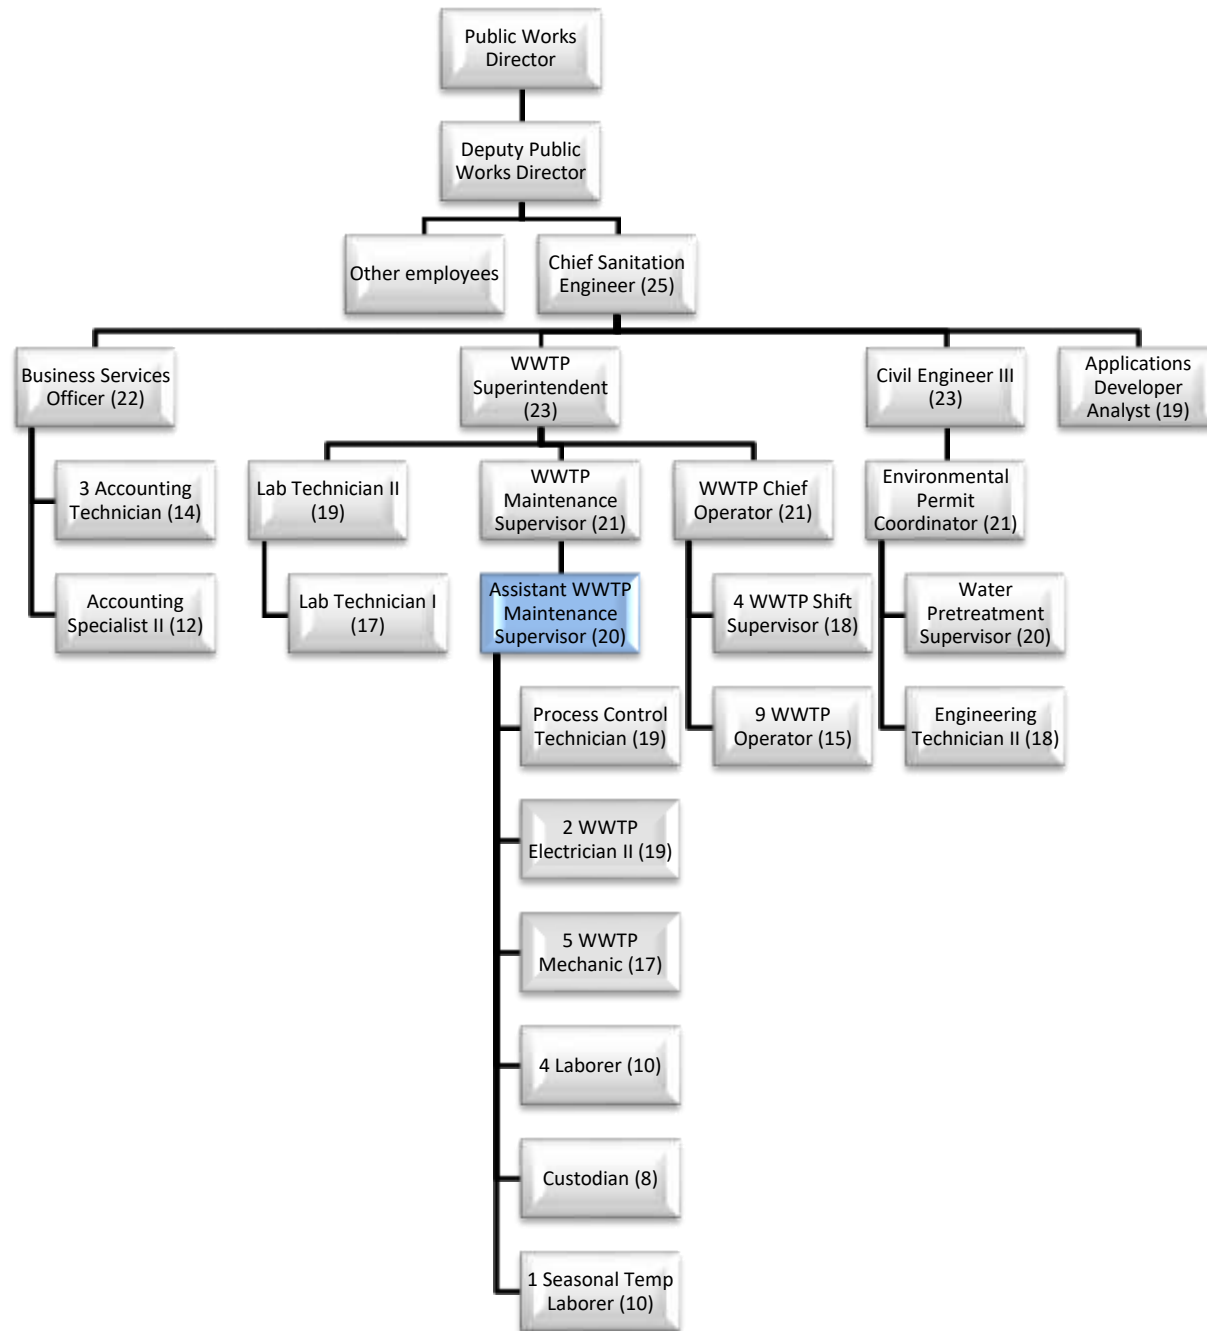 Public Works
Director
Deputy Public
Works Director
Other employees
Chief Sanitation
Engineer (25)
Business Services
Officer (22)
WWTP
Superintendent
(23)
Civil Engineer III
(23)
Applications
Developer
Analyst (19)
3 Accounting
Technician (14)
Lab Technician II
(19)
WWTP
Maintenance
Supervisor (21)
WWTP Chief
Operator (21)
Environmental
Permit
Coordinator (21)
Accounting
Specialist II (12)
Lab Technician I
(17)
Assistant WWTP
Maintenance
Supervisor (20)
4 WWTP Shift
Supervisor (18)
Water
Pretreatment
Supervisor (20)
Process Control
Technician (19)
9 WWTP
Operator (15)
Engineering
Technician II (18)
2 WWTP
Electrician II (19)
5 WWTP
Mechanic (17)
4 Laborer (10)
Custodian (8)
1 Seasonal Temp
Laborer (10)